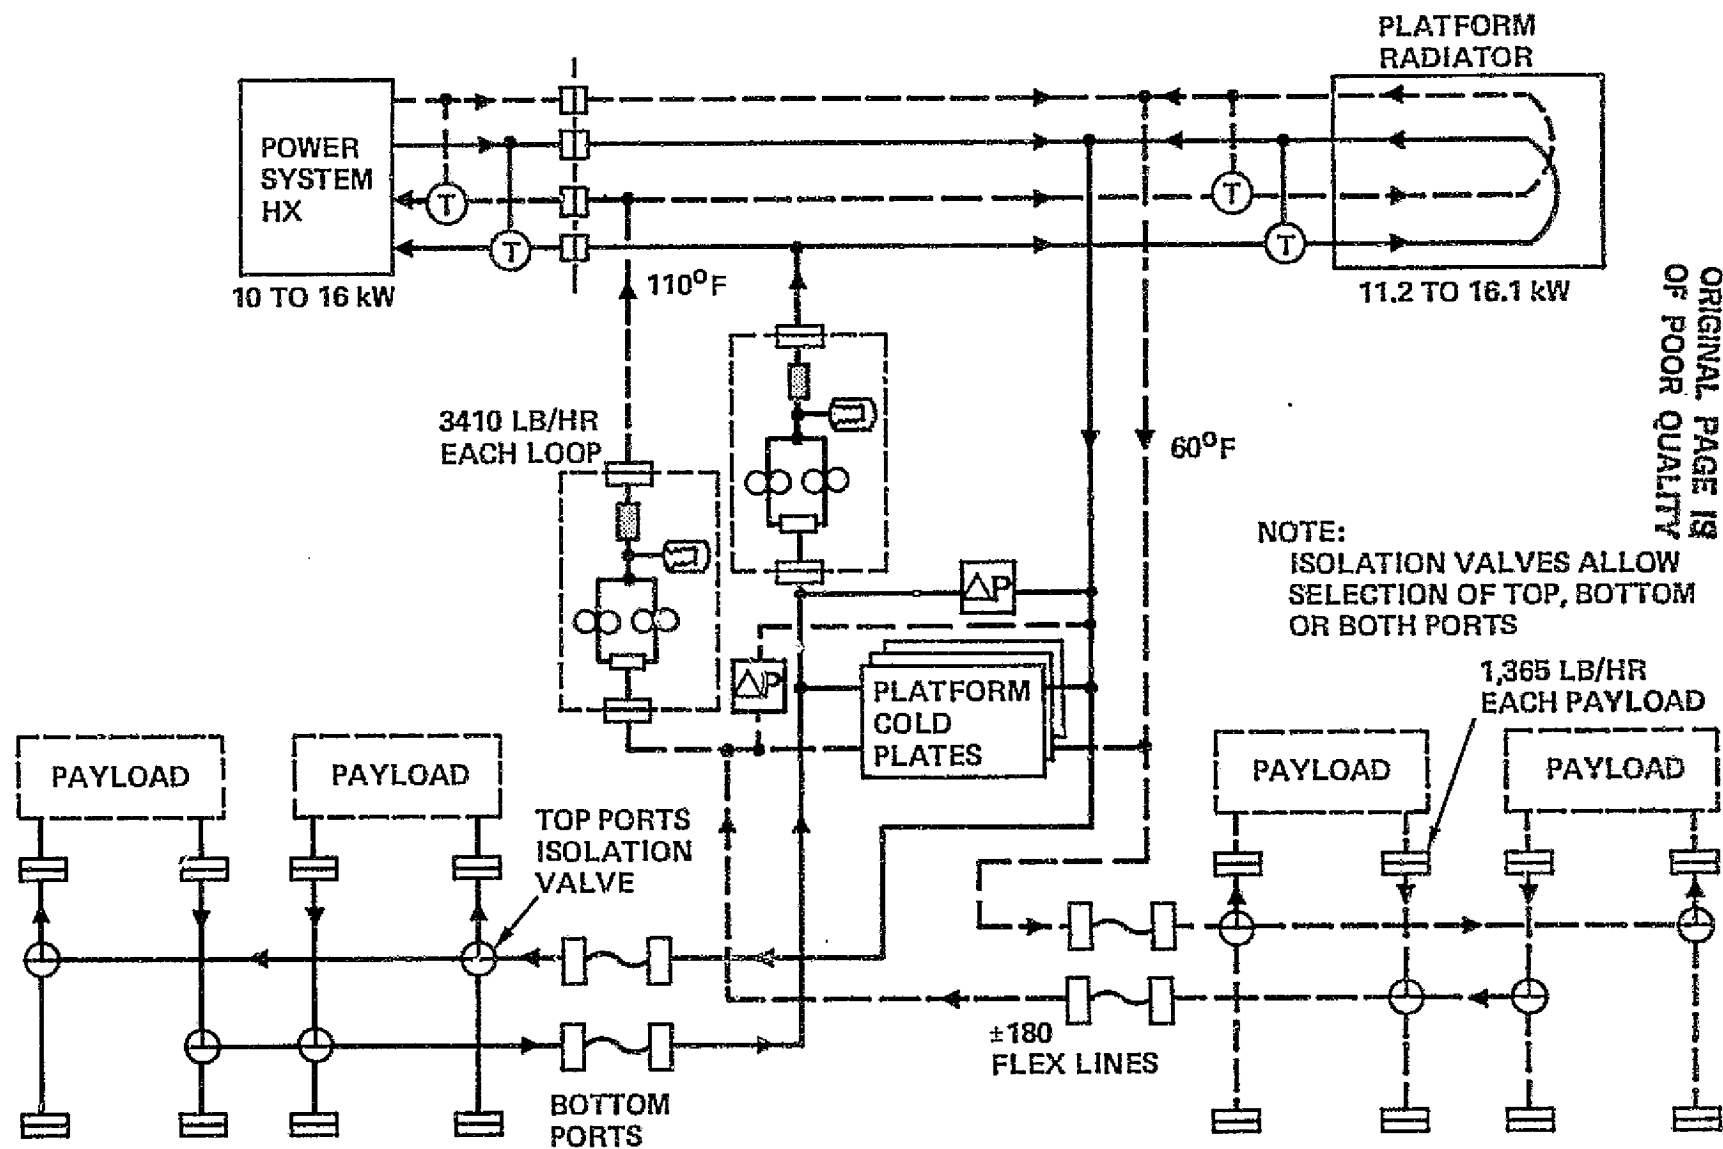 PLATFORM
RADIATOR
POWER
SYSTEM
HX
T
T
T
T
10 TO 16 kW
11.2 TO 16.1 kW
110°F
ORIGINAL PAGE IS
OF POOR QUALITY
3410 LB/HR
EACH LOOP
60°F
NOTE:
ISOLATION VALVES ALLOW
SELECTION OF TOP, BOTTOM
OR BOTH PORTS
ΔP
ΔP
PLATFORM
COLD
PLATES
1,365 LB/HR
EACH PAYLOAD
PAYLOAD
PAYLOAD
PAYLOAD
PAYLOAD
TOP PORTS
ISOLATION
VALVE
±180
FLEX LINES
BOTTOM
PORTS